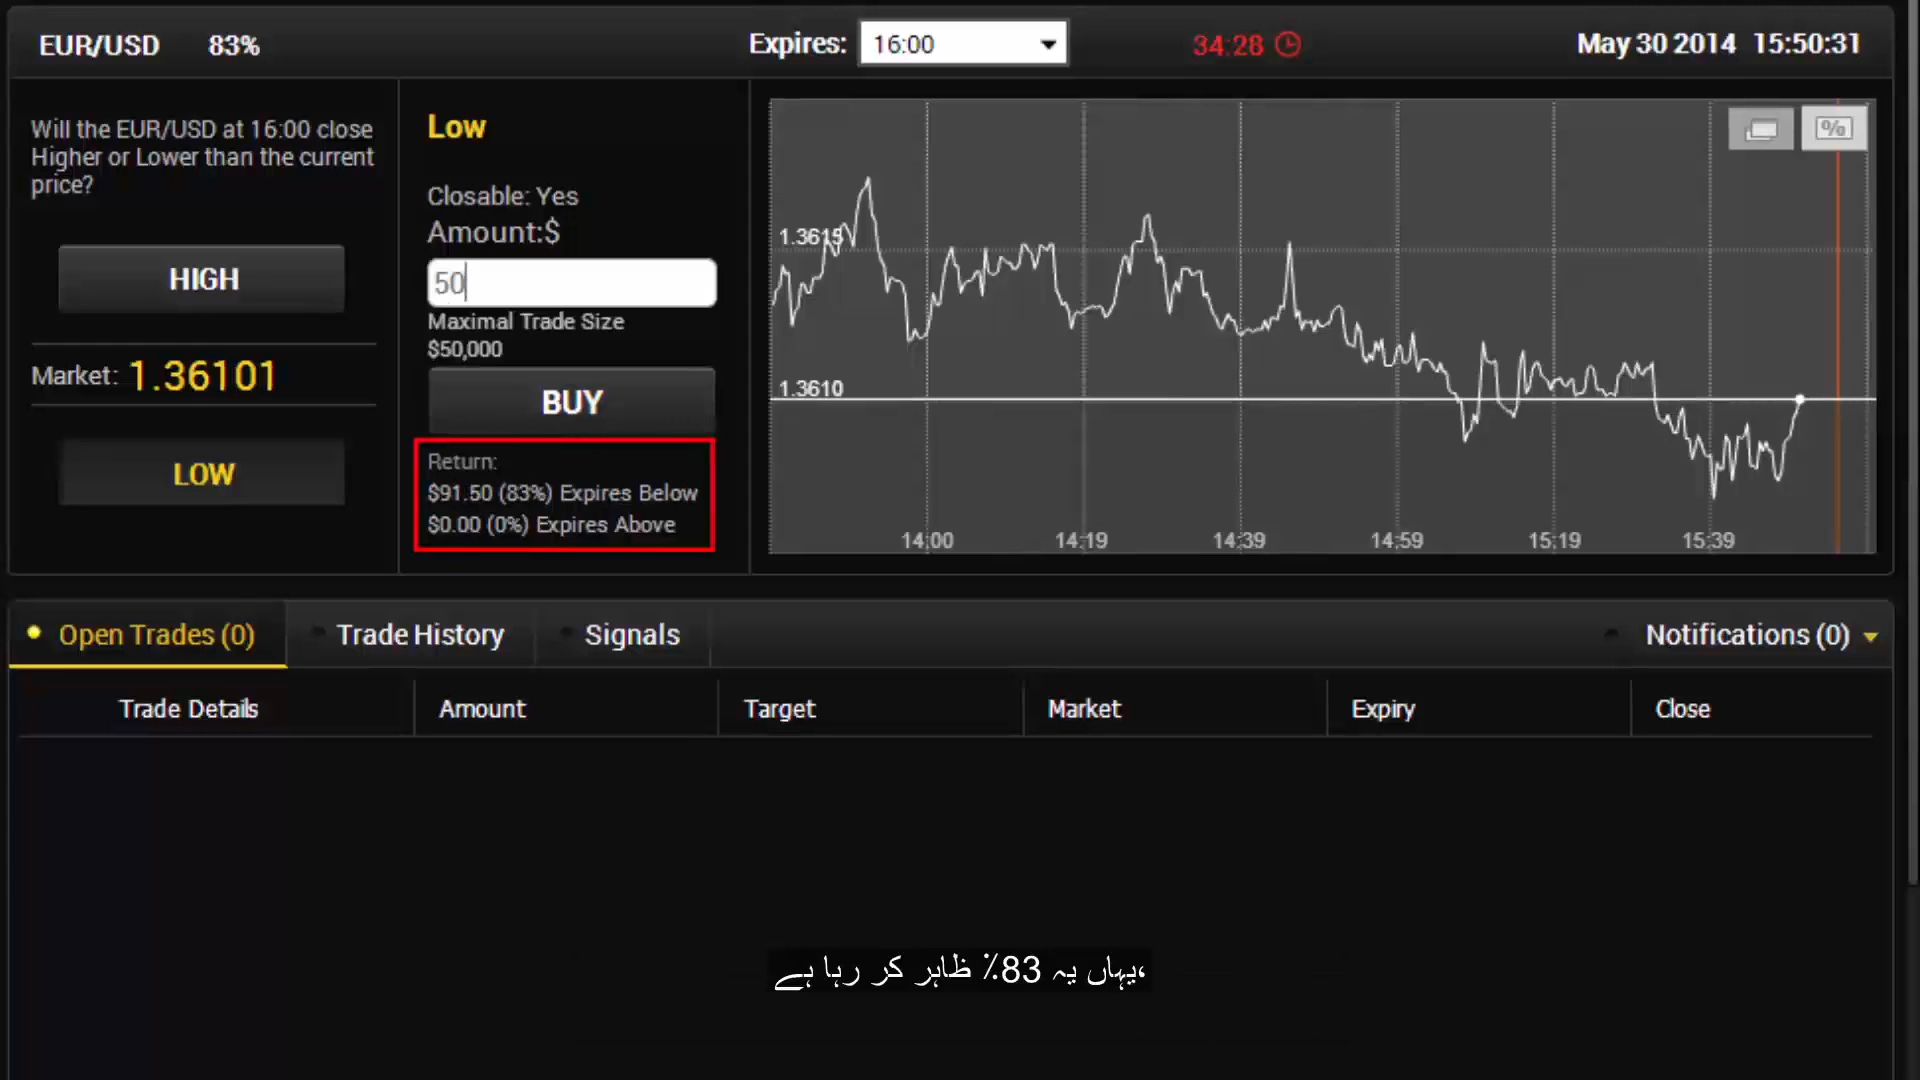 EUR/USD 83%
Expires: 16:00
34:28
May 30 2014 15:50:31
Will the EUR/USD at 16:00 close
Higher or Lower than the current
price?
HIGH
Market: 1.36101
LOW
Low
Closable: Yes
Amount:$
50
Maximal Trade Size
$50,000
BUY
Return:
$91.50 (83%) Expires Below
$0.00 (0%) Expires Above
%
1.3615
1.3610
14:00 14:19 14:39 14:59 15:19 15:39
Open Trades (0) Trade History Signals Notifications (0)
Trade Details Amount Target Market Expiry Close
یہاں یہ 83٪ ظاہر کر رہا ہے،